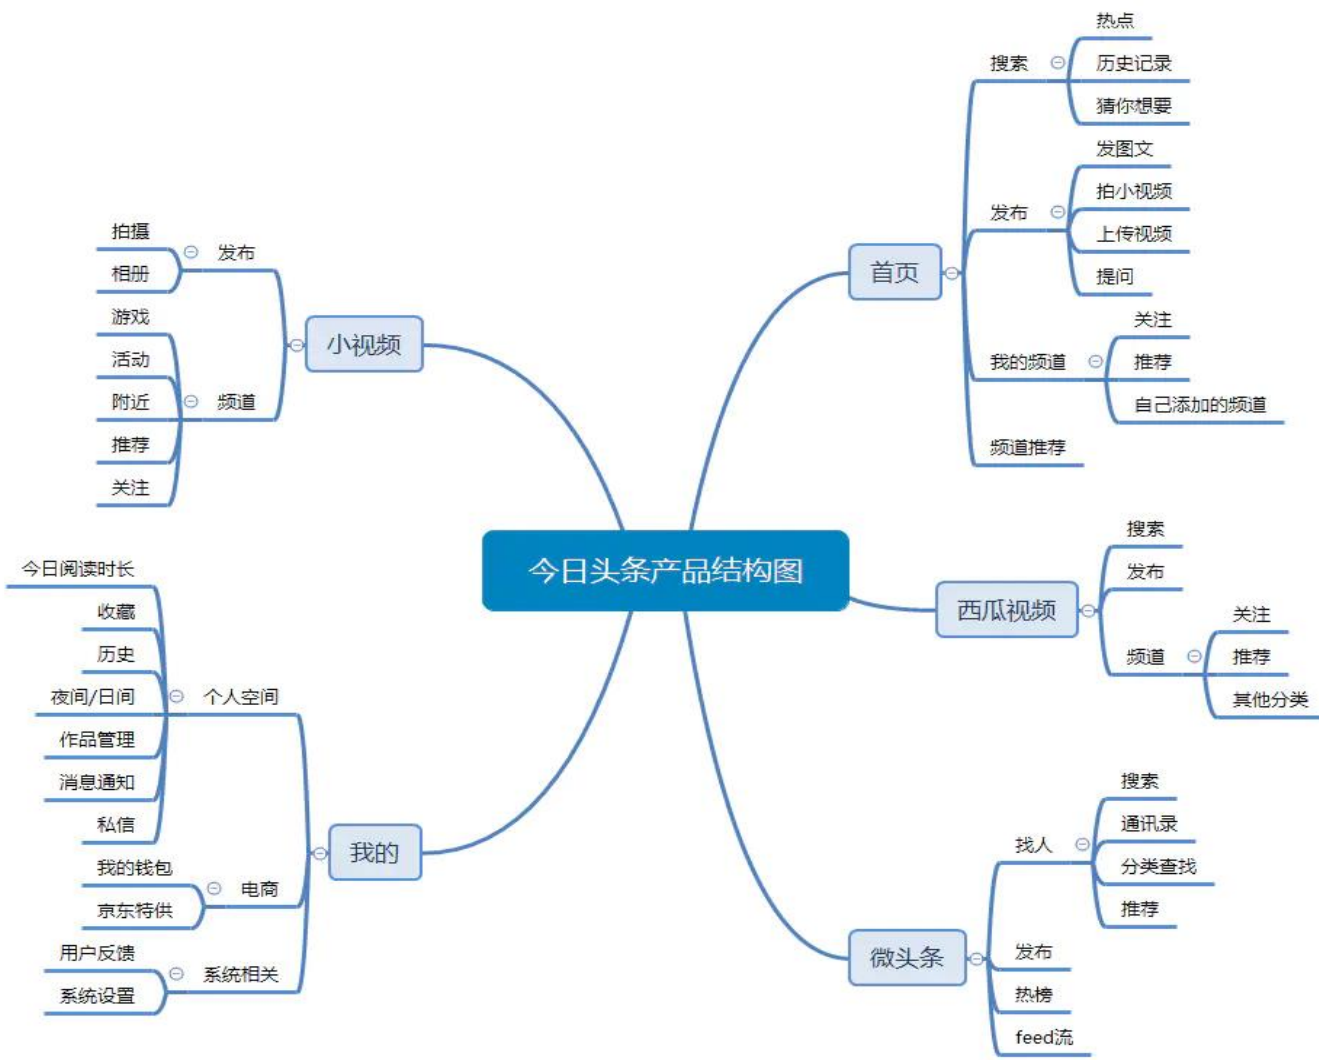 今日头条产品结构图
首页
搜索
热点
历史记录
猜你想要
发布
发图文
拍小视频
上传视频
提问
我的频道
关注
推荐
自己添加的频道
频道推荐
西瓜视频
搜索
发布
频道
关注
推荐
其他分类
微头条
找人
搜索
通讯录
分类查找
推荐
发布
热榜
feed流
小视频
发布
拍摄
相册
频道
游戏
活动
附近
推荐
关注
我的
个人空间
今日阅读时长
收藏
历史
夜间/日间
作品管理
消息通知
私信
电商
我的钱包
京东特供
系统相关
用户反馈
系统设置